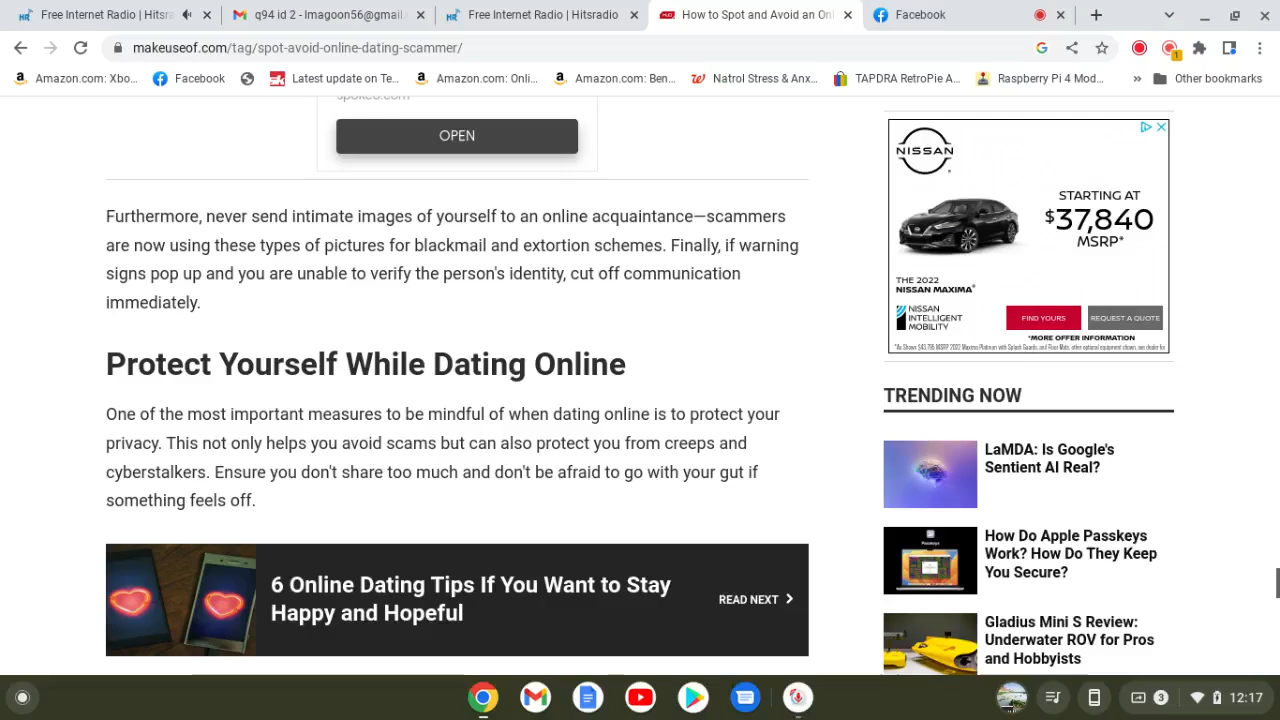 Free Internet Radio | Hitsra
q94 id 2 - lmagoon56@gmail
Free Internet Radio | Hitsradio
How to Spot and Avoid an Onl
Facebook
makeuseof.com/tag/spot-avoid-online-dating-scammer/
1
Amazon.com: Xbo...
Facebook
Latest update on Te...
Amazon.com: Onli...
Amazon.com: Ben...
Natrol Stress & Anx...
TAPDRA RetroPie A...
Raspberry Pi 4 Mod...
»
Other bookmarks
spokeo.com
OPEN
Furthermore, never send intimate images of yourself to an online acquaintance—scammers
are now using these types of pictures for blackmail and extortion schemes. Finally, if warning
signs pop up and you are unable to verify the person's identity, cut off communication
immediately.
Protect Yourself While Dating Online
One of the most important measures to be mindful of when dating online is to protect your
privacy. This not only helps you avoid scams but can also protect you from creeps and
cyberstalkers. Ensure you don't share too much and don't be afraid to go with your gut if
something feels off.
6 Online Dating Tips If You Want to Stay
Happy and Hopeful
READ NEXT
NISSAN
STARTING AT
$37,840
MSRP*
THE 2022
NISSAN MAXIMA®
NISSAN
INTELLIGENT
MOBILITY
FIND YOURS
REQUEST A QUOTE
*MORE OFFER INFORMATION
TRENDING NOW
LaMDA: Is Google's
Sentient AI Real?
How Do Apple Passkeys
Work? How Do They Keep
You Secure?
Gladius Mini S Review:
Underwater ROV for Pros
and Hobbyists
3
12:17